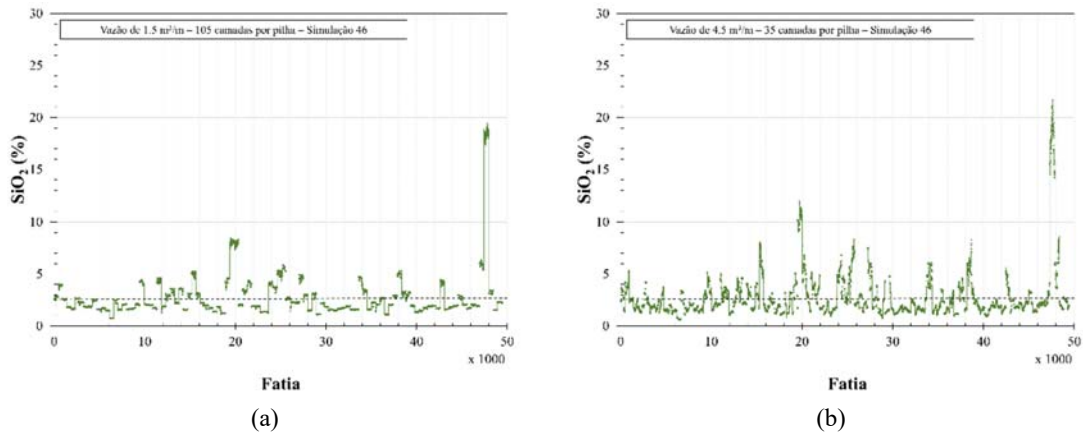 Vazão de 1.5 m³/m – 105 camadas por pilha – Simulação 46
30
25
20
15
10
5
0
SiO₂ (%)
0 10 20 30 40 50
x 1000
Fatia
(a)
Vazão de 4.5 m³/m – 35 camadas por pilha – Simulação 46
30
25
20
15
10
5
0
SiO₂ (%)
0 10 20 30 40 50
x 1000
Fatia
(b)